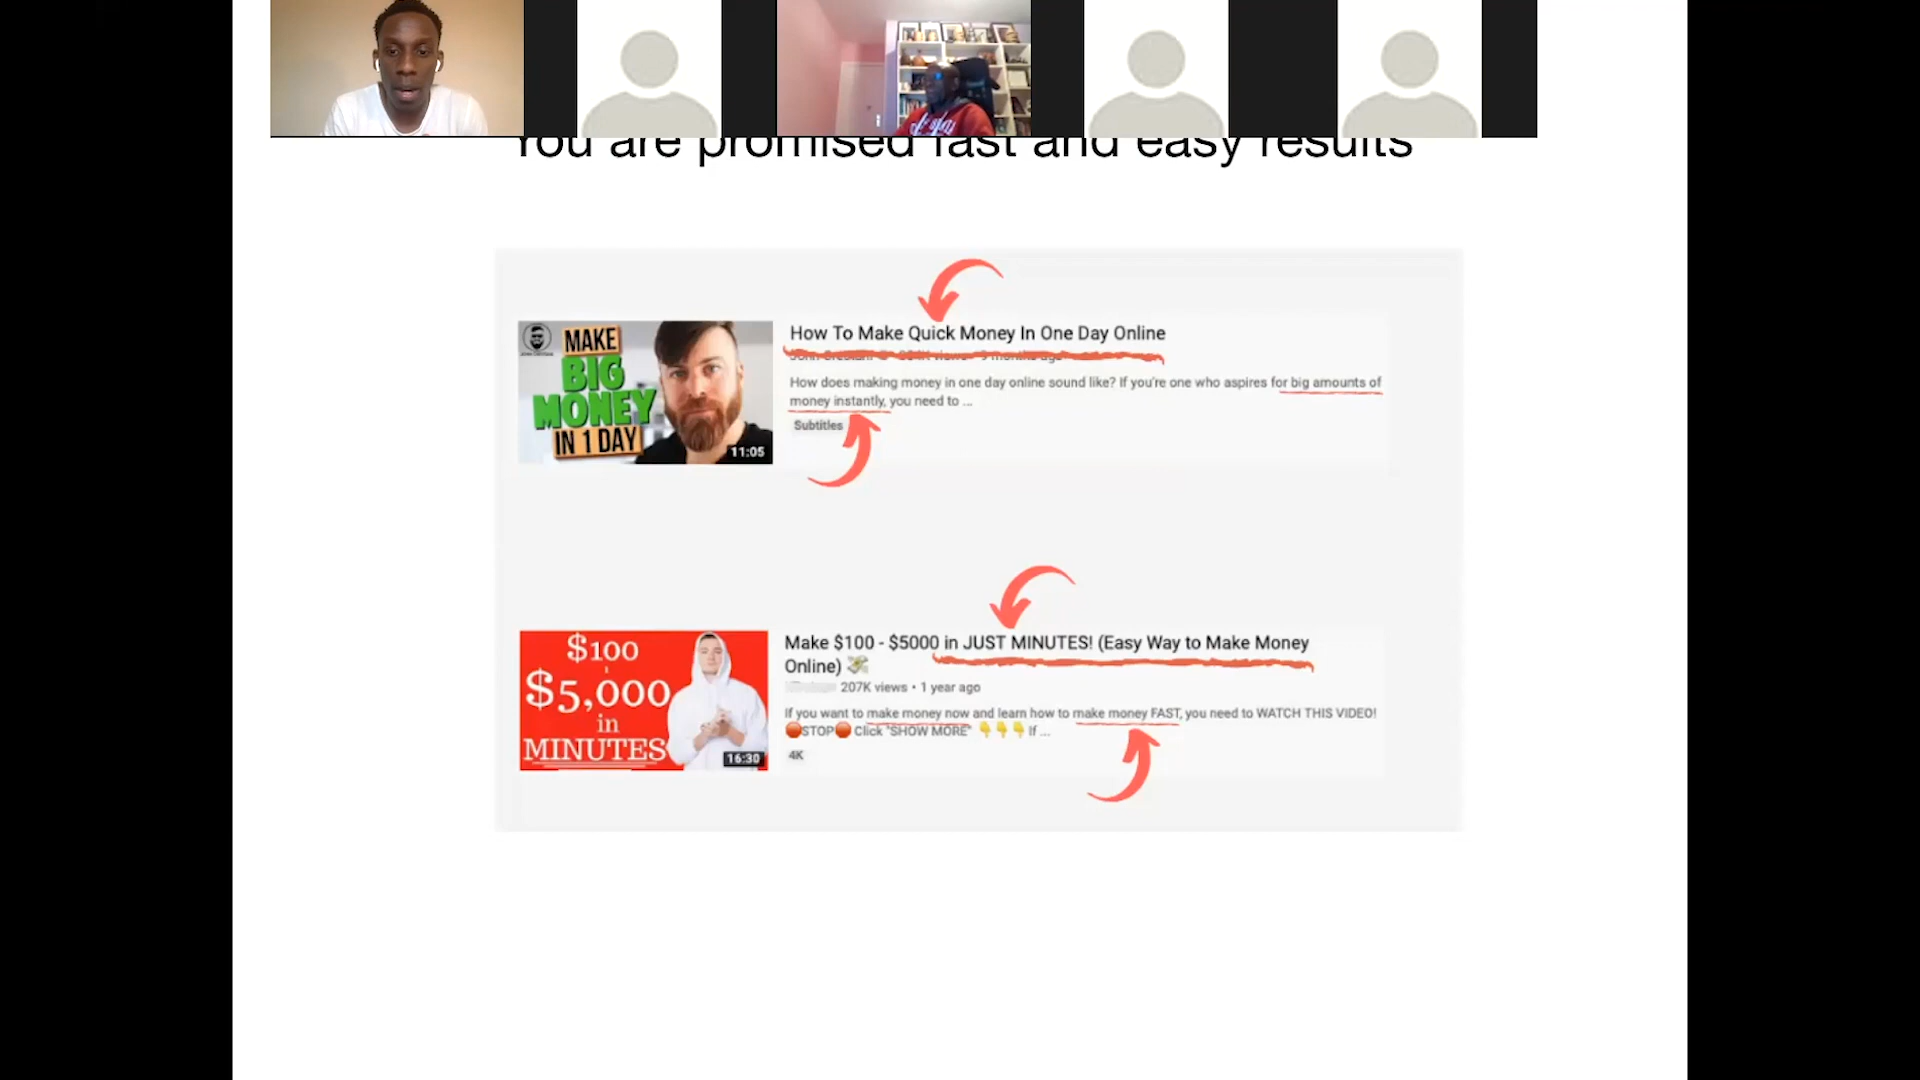 You are promised fast and easy results
MAKE
BIG
MONEY
IN 1 DAY
11:05
How To Make Quick Money In One Day Online
How does making money in one day online sound like? If you're one who aspires for big amounts of
money instantly, you need to ...
Subtitles
$100
$5,000
in
MINUTES
16:30
Make $100 - $5000 in JUST MINUTES! (Easy Way to Make Money
Online) 💸
207K views • 1 year ago
If you want to make money now and learn how to make money FAST, you need to WATCH THIS VIDEO!
🛑STOP🛑 Click "SHOW MORE" 👇👇👇 If ...
4K